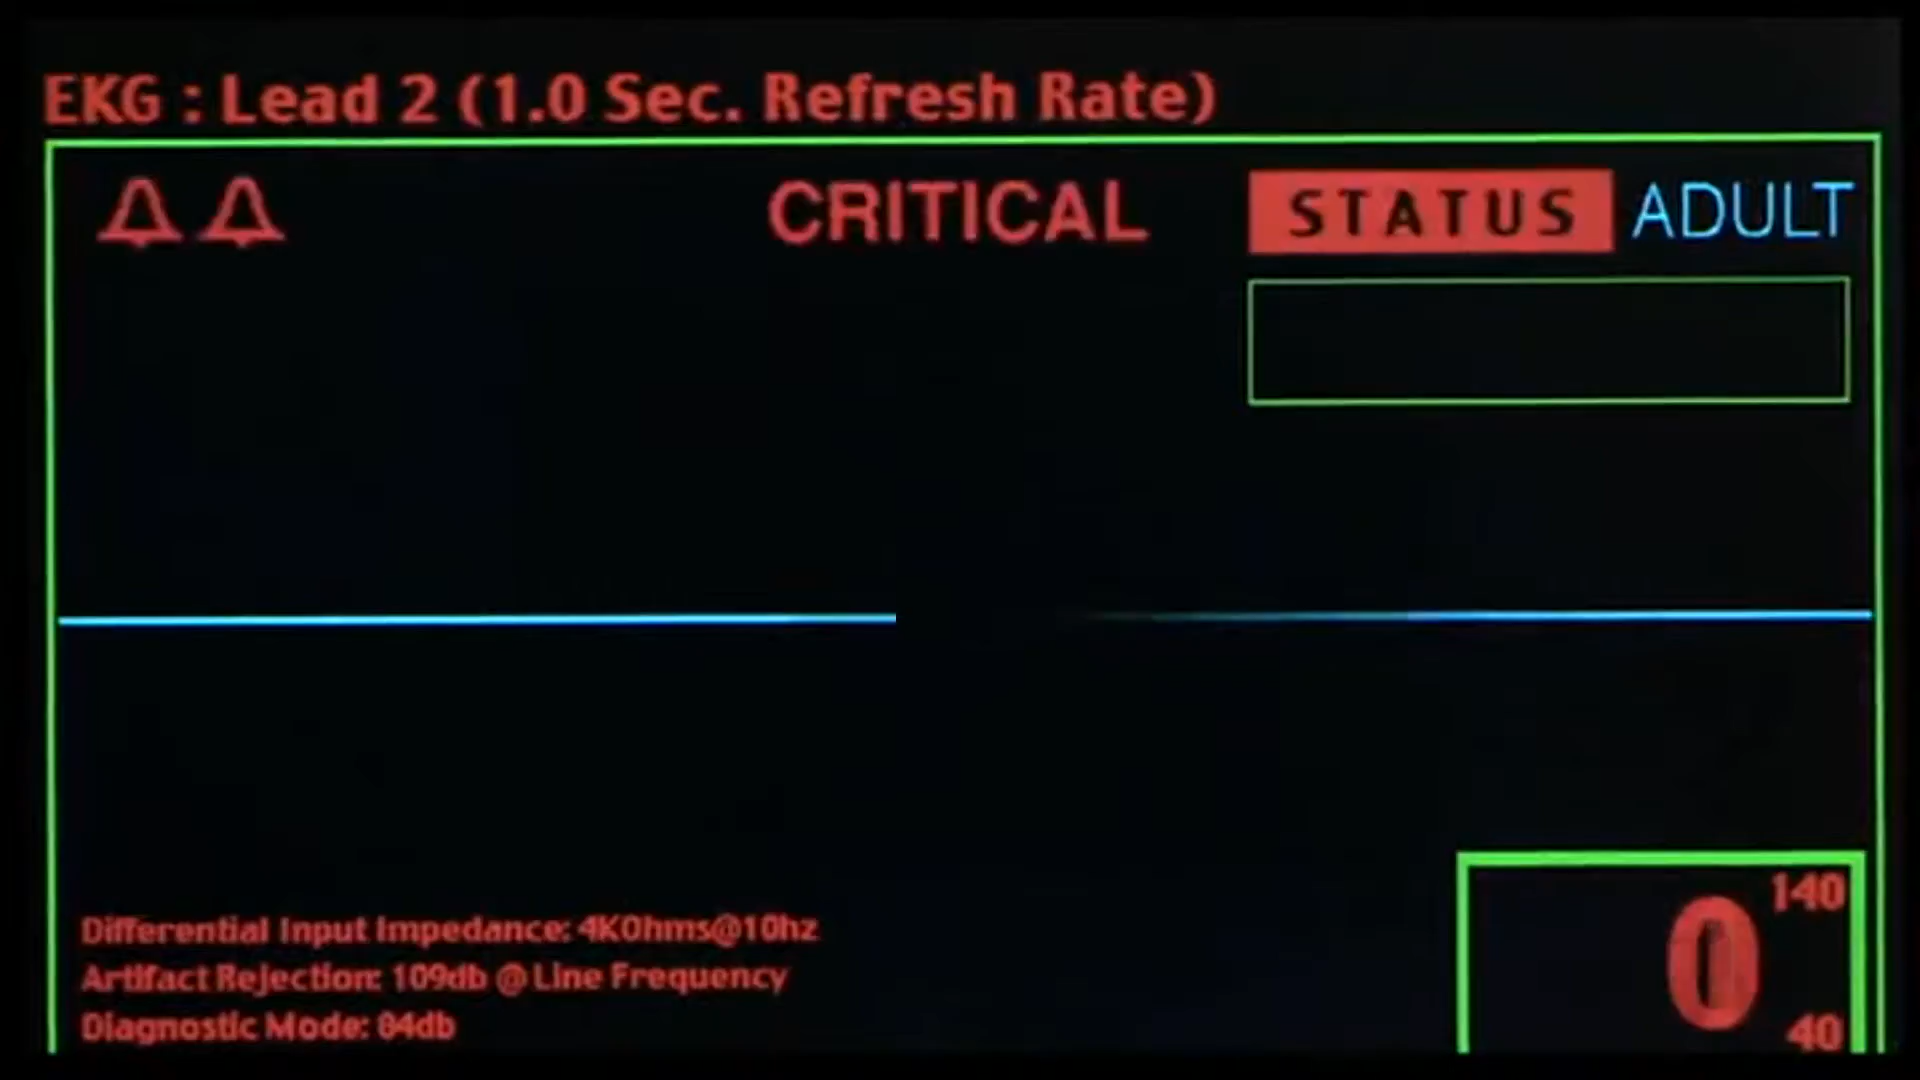 EKG : Lead 2 (1.0 Sec. Refresh Rate)
CRITICAL STATUS ADULT
140
0
40
Differential Input Impedance: 4KOhms@10hz
Artifact Rejection: 109db @ Line Frequency
Diagnostic Mode: 84db